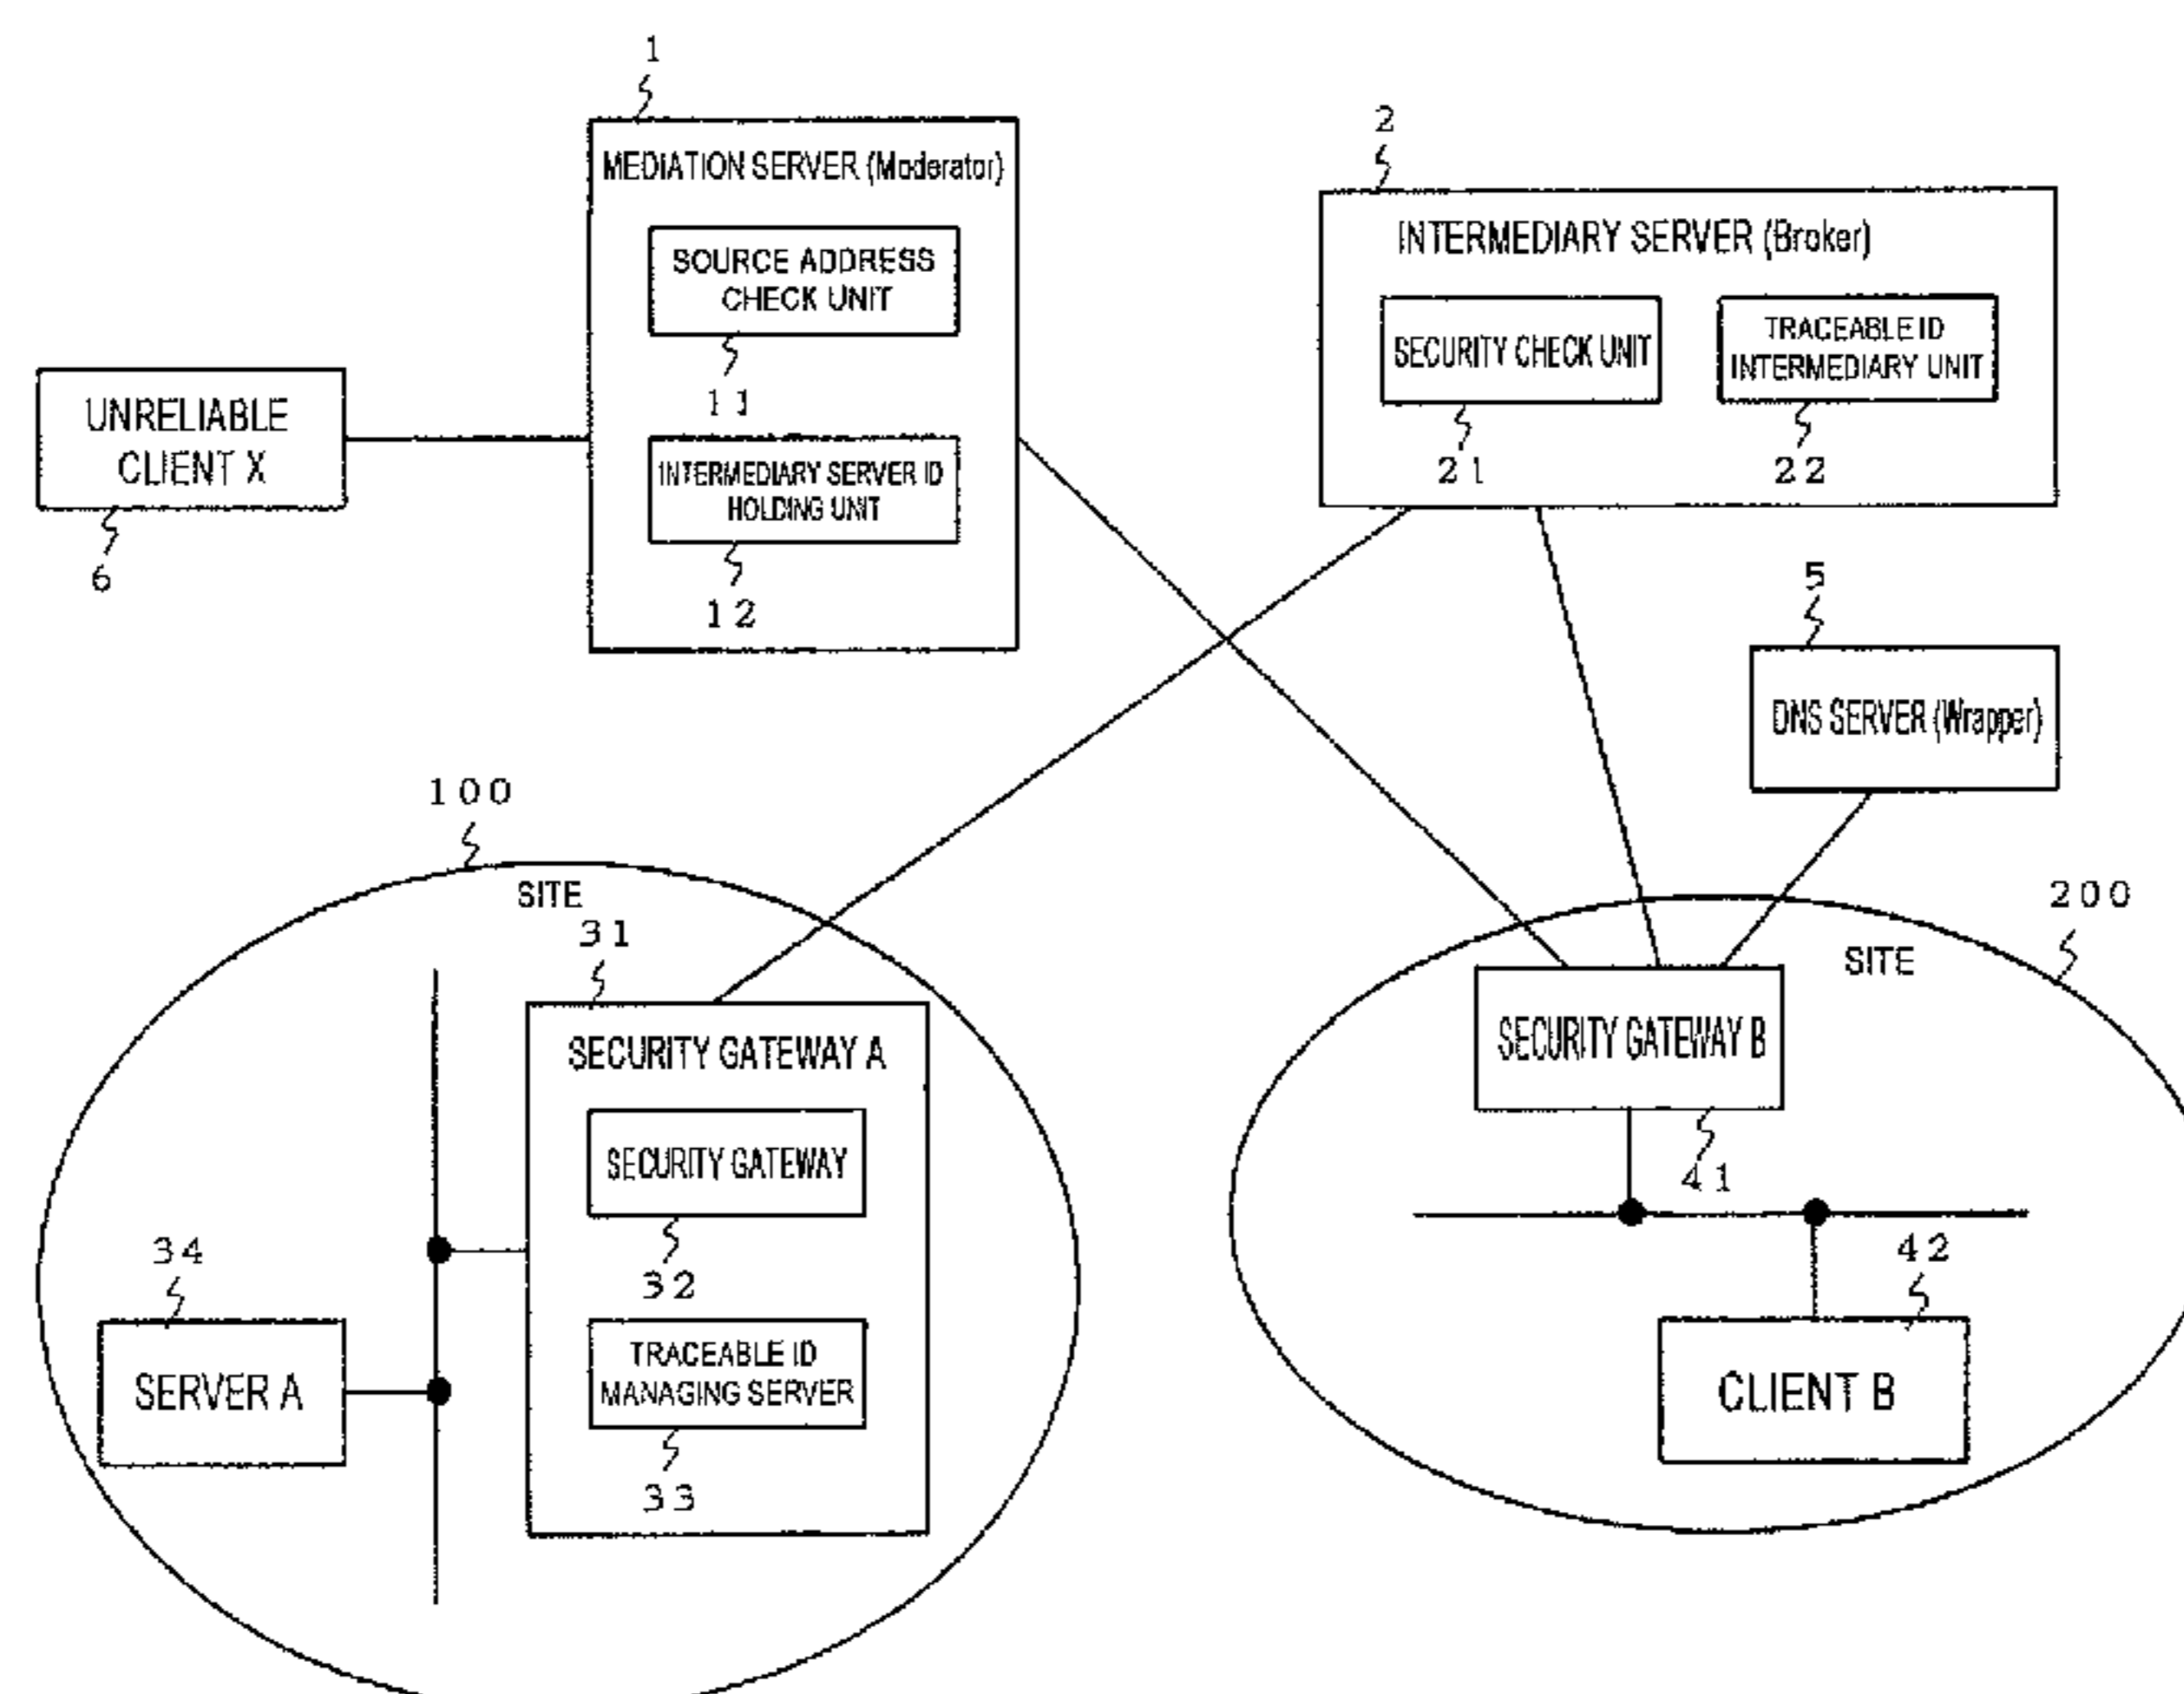 1
MEDIATION SERVER (Moderator)
SOURCE ADDRESS
CHECK UNIT
11
INTERMEDIARY SERVER ID
HOLDING UNIT
12
UNRELIABLE
CLIENT X
6
2
INTERMEDIARY SERVER (Broker)
SECURITY CHECK UNIT
21
TRACEABLE ID
INTERMEDIARY UNIT
22
5
DNS SERVER (Wrapper)
100
SITE
31
SECURITY GATEWAY A
SECURITY GATEWAY
32
TRACEABLE ID
MANAGING SERVER
33
34
SERVER A
200
SITE
SECURITY GATEWAY B
41
42
CLIENT B